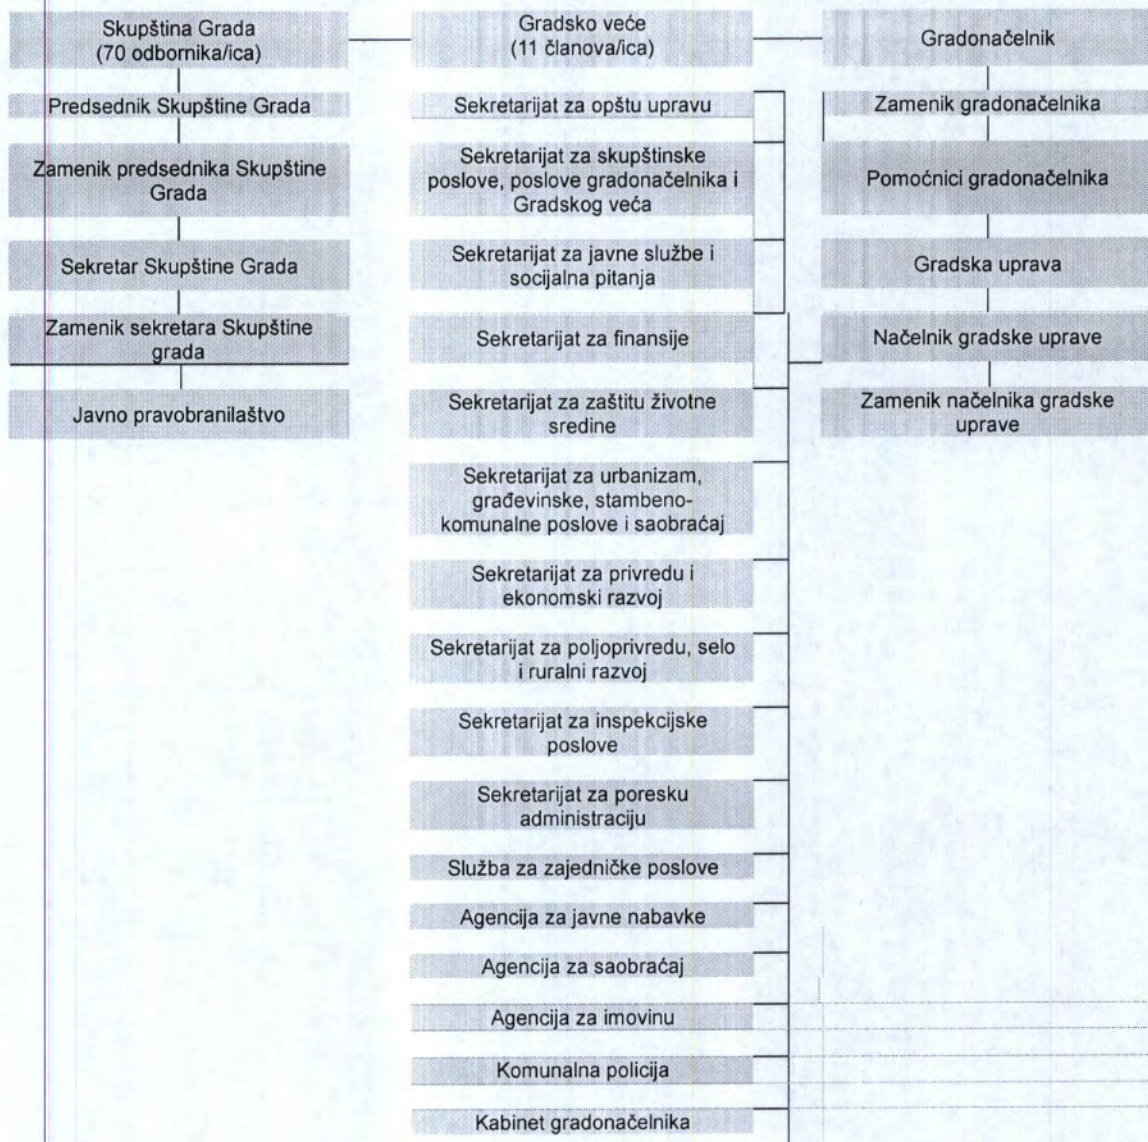 Skupština Grada
(70 odbornika/ica)
Gradsko veće
(11 članova/ica)
Gradonačelnik
Predsednik Skupštine Grada
Zamenik predsednika Skupštine
Grada
Sekretar Skupštine Grada
Zamenik sekretara Skupštine
grada
Javno pravobranilaštvo
Sekretarijat za opštu upravu
Sekretarijat za skupštinske
poslove, poslove gradonačelnika i
Gradskog veća
Sekretarijat za javne službe i
socijalna pitanja
Sekretarijat za finansije
Sekretarijat za zaštitu životne
sredine
Sekretarijat za urbanizam,
građevinske, stambeno-
komunalne poslove i saobraćaj
Sekretarijat za privredu i
ekonomski razvoj
Sekretarijat za poljoprivredu, selo
i ruralni razvoj
Sekretarijat za inspekcijske
poslove
Sekretarijat za poresku
administraciju
Služba za zajedničke poslove
Agencija za javne nabavke
Agencija za saobraćaj
Agencija za imovinu
Komunalna policija
Kabinet gradonačelnika
Zamenik gradonačelnika
Pomoćnici gradonačelnika
Gradska uprava
Načelnik gradske uprave
Zamenik načelnika gradske
uprave